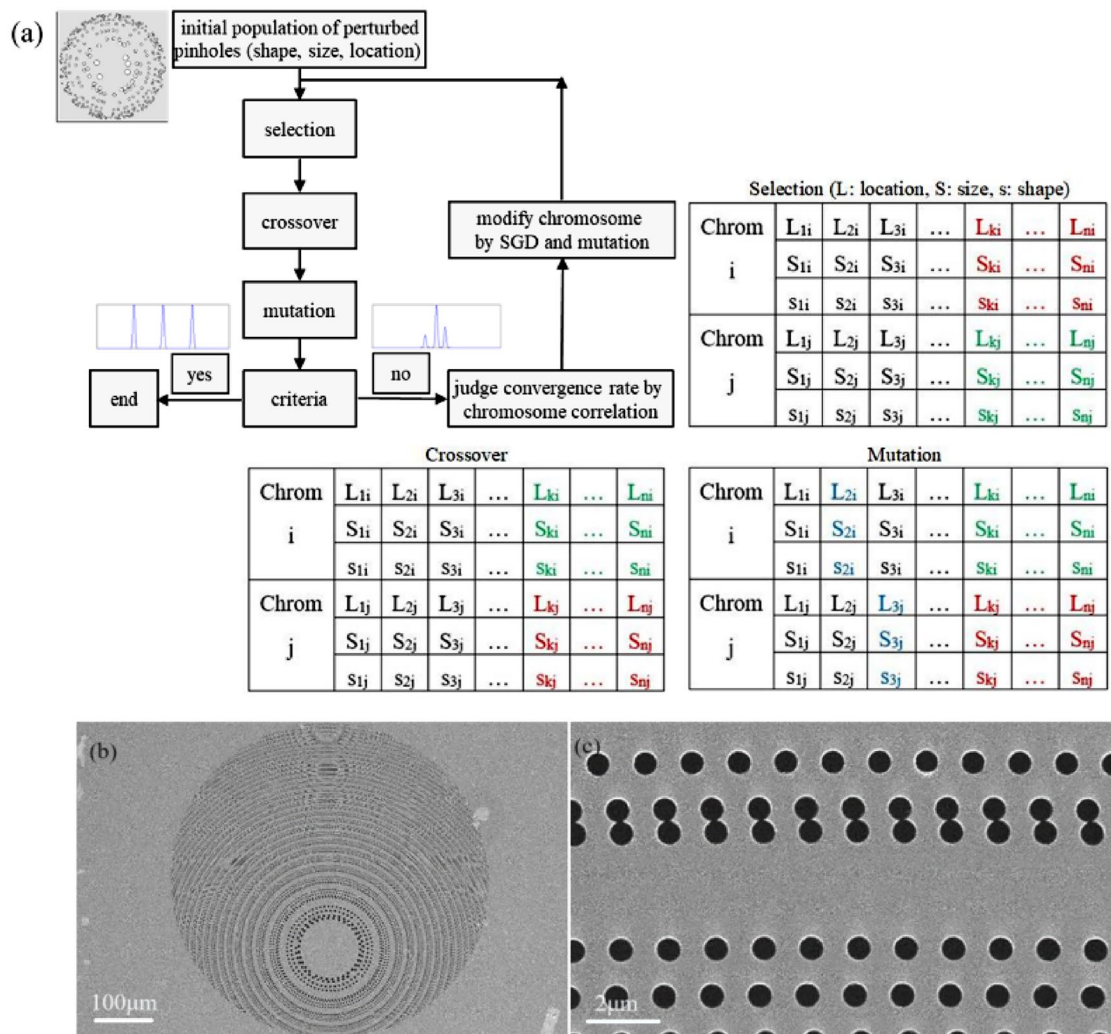 (a)
initial population of perturbed
pinholes (shape, size, location)
selection
crossover
mutation
criteria
yes
end
no
judge convergence rate by
chromosome correlation
modify chromosome
by SGD and mutation
Selection (L: location, S: size, s: shape)
Chrom i
L1i L2i L3i … Lki … Lni
S1i S2i S3i … Ski … Sni
s1i s2i s3i … ski … sni
Chrom j
L1j L2j L3j … Lkj … Lnj
S1j S2j S3j … Skj … Snj
s1j s2j s3j … skj … snj
Crossover
Chrom i
L1i L2i L3i … Lki … Lni
S1i S2i S3i … Ski … Sni
s1i s2i s3i … ski … sni
Chrom j
L1j L2j L3j … Lkj … Lnj
S1j S2j S3j … Skj … Snj
s1j s2j s3j … skj … snj
Mutation
Chrom i
L1i L2i L3i … Lki … Lni
S1i S2i S3i … Ski … Sni
s1i s2i s3i … ski … sni
Chrom j
L1j L2j L3j … Lkj … Lnj
S1j S2j S3j … Skj … Snj
s1j s2j s3j … skj … snj
(b)
100μm
(c)
2μm